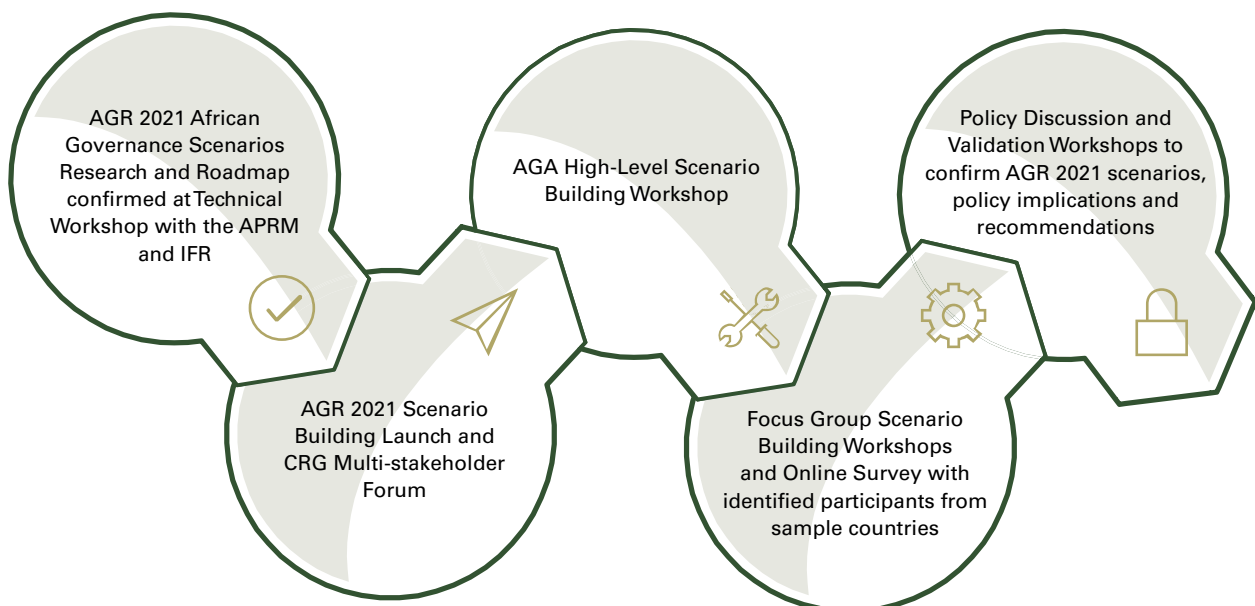 AGR 2021 African
Governance Scenarios
Research and Roadmap
confirmed at Technical
Workshop with the APRM
and IFR
AGR 2021 Scenario
Building Launch and
CRG Multi-stakeholder
Forum
AGA High-Level Scenario
Building Workshop
Focus Group Scenario
Building Workshops
and Online Survey with
identified participants from
sample countries
Policy Discussion and
Validation Workshops to
confirm AGR 2021 scenarios,
policy implications and
recommendations